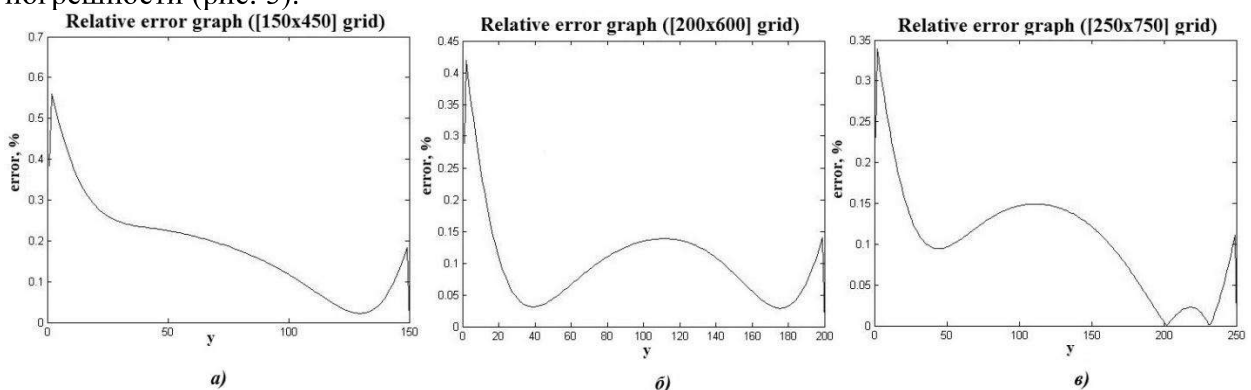 погрешности (рис. 3).
Relative error graph ([150x450] grid)
0.7
0.6
0.5
0.4
0.3
0.2
0.1
0
error, %
0 50 100 150
y
а)
Relative error graph ([200x600] grid)
0.45
0.4
0.35
0.3
0.25
0.2
0.15
0.1
0.05
0
error, %
0 20 40 60 80 100 120 140 160 180 200
y
б)
Relative error graph ([250x750] grid)
0.35
0.3
0.25
0.2
0.15
0.1
0.05
0
error, %
0 50 100 150 200 250
y
в)